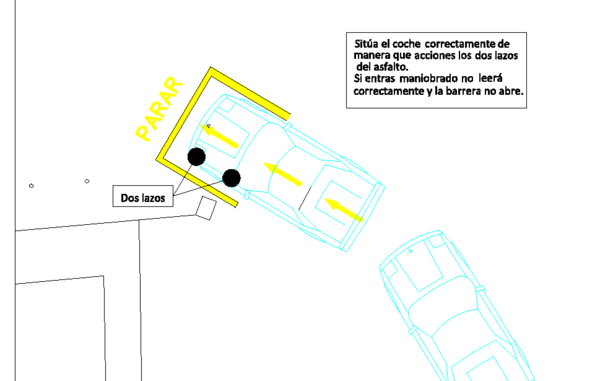 Sitúa el coche correctamente de
manera que acciones los dos lazos
del asfalto.
Si entras maniobrado no leerá
correctamente y la barrera no abre.
PARAR
Dos lazos